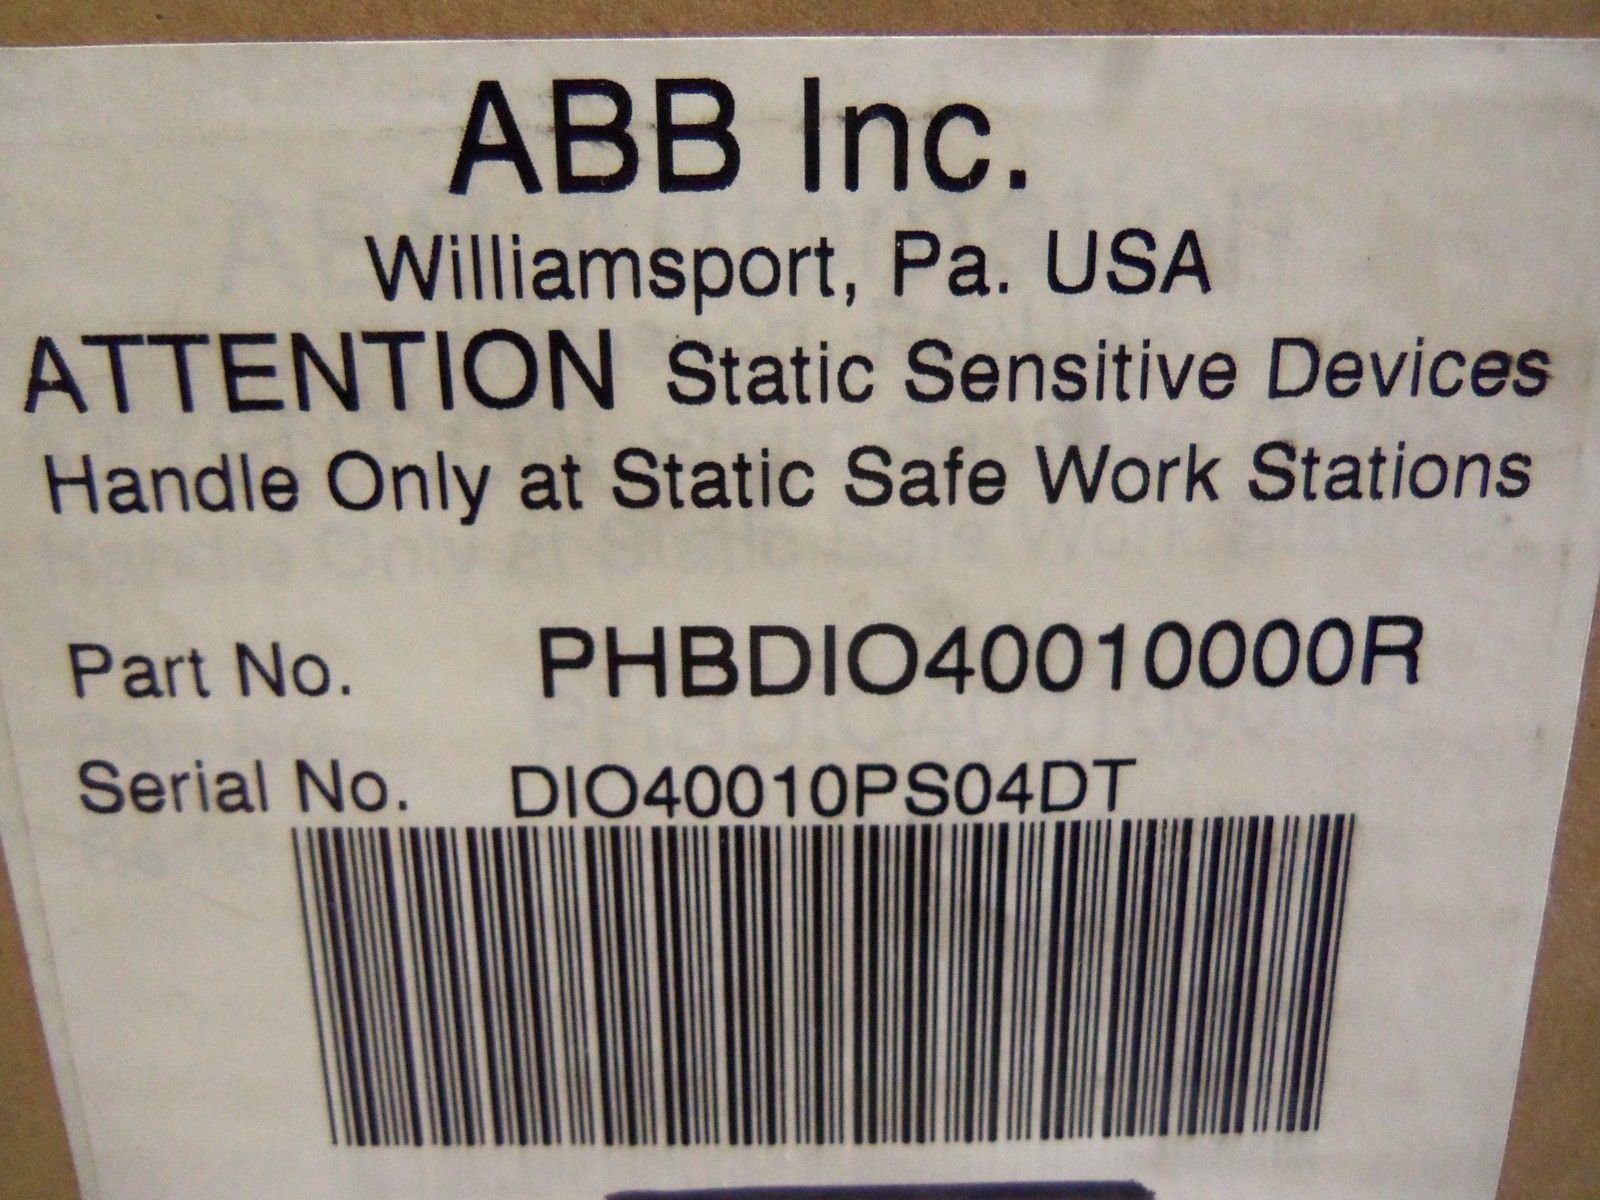 ABB Inc.
Williamsport, Pa. USA
ATTENTION Static Sensitive Devices
Handle Only at Static Safe Work Stations
Part No. PHBDIO40010000R
Serial No. DIO40010PS04DT